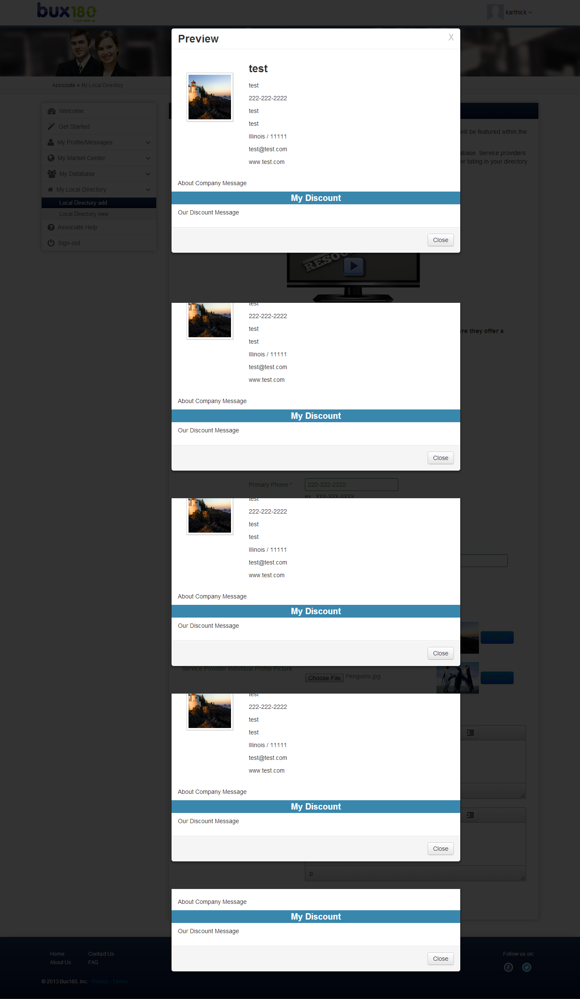 bux180
it just adds up
karthick
Preview
X
Associate » My Local Directory
test
test
222-222-2222
test
test
Illinois / 11111
test@test.com
www.test.com
About Company Message
My Discount
Our Discount Message
Close
Welcome
Get Started
My Profile/Messages
My Market Center
My Database
My Local Directory
Local Directory add
Local Directory view
Associate Help
Sign-out
will be featured within the
abase. Service providers
eir listing in your directory
test
222-222-2222
test
test
Illinois / 11111
test@test.com
www.test.com
About Company Message
My Discount
Our Discount Message
Close
re they offer a
Primary Phone * 222-222-2222
ex : XXX-XXX-XXXX
test
222-222-2222
test
test
Illinois / 11111
test@test.com
www.test.com
About Company Message
My Discount
Our Discount Message
Close
Remove
Service Provider Individual Profile Picture
Choose File Penguins.jpg
Remove
test
222-222-2222
test
test
Illinois / 11111
test@test.com
www.test.com
About Company Message
My Discount
Our Discount Message
Close
p
About Company Message
My Discount
Our Discount Message
Close
Home Contact Us
About Us FAQ
Follow us on:
© 2013 Bux180, Inc. · Privacy · Terms